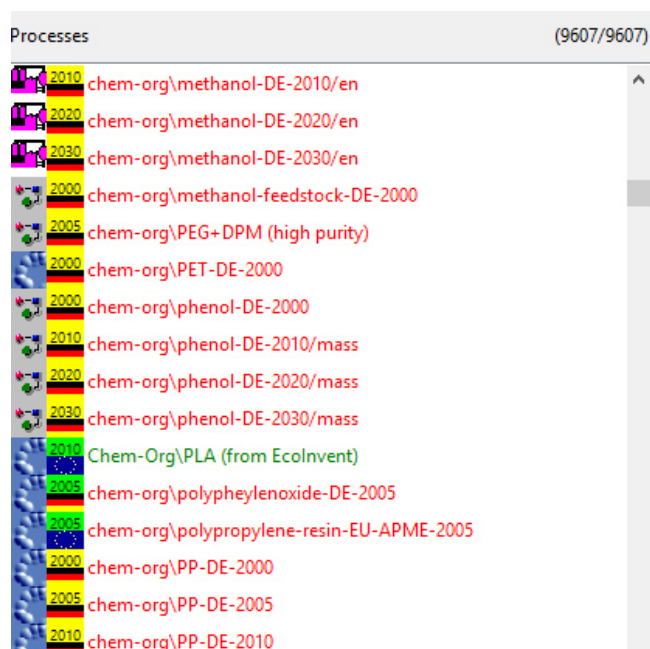 Processes (9607/9607)
2010 chem-org\methanol-DE-2010/en
2020 chem-org\methanol-DE-2020/en
2030 chem-org\methanol-DE-2030/en
2000 chem-org\methanol-feedstock-DE-2000
2005 chem-org\PEG+DPM (high purity)
2000 chem-org\PET-DE-2000
2000 chem-org\phenol-DE-2000
2010 chem-org\phenol-DE-2010/mass
2020 chem-org\phenol-DE-2020/mass
2030 chem-org\phenol-DE-2030/mass
2010 Chem-Org\PLA (from EcoInvent)
2005 chem-org\polypheylenoxide-DE-2005
2005 chem-org\polypropylene-resin-EU-APME-2005
2000 chem-org\PP-DE-2000
2005 chem-org\PP-DE-2005
2010 chem-org\PP-DE-2010